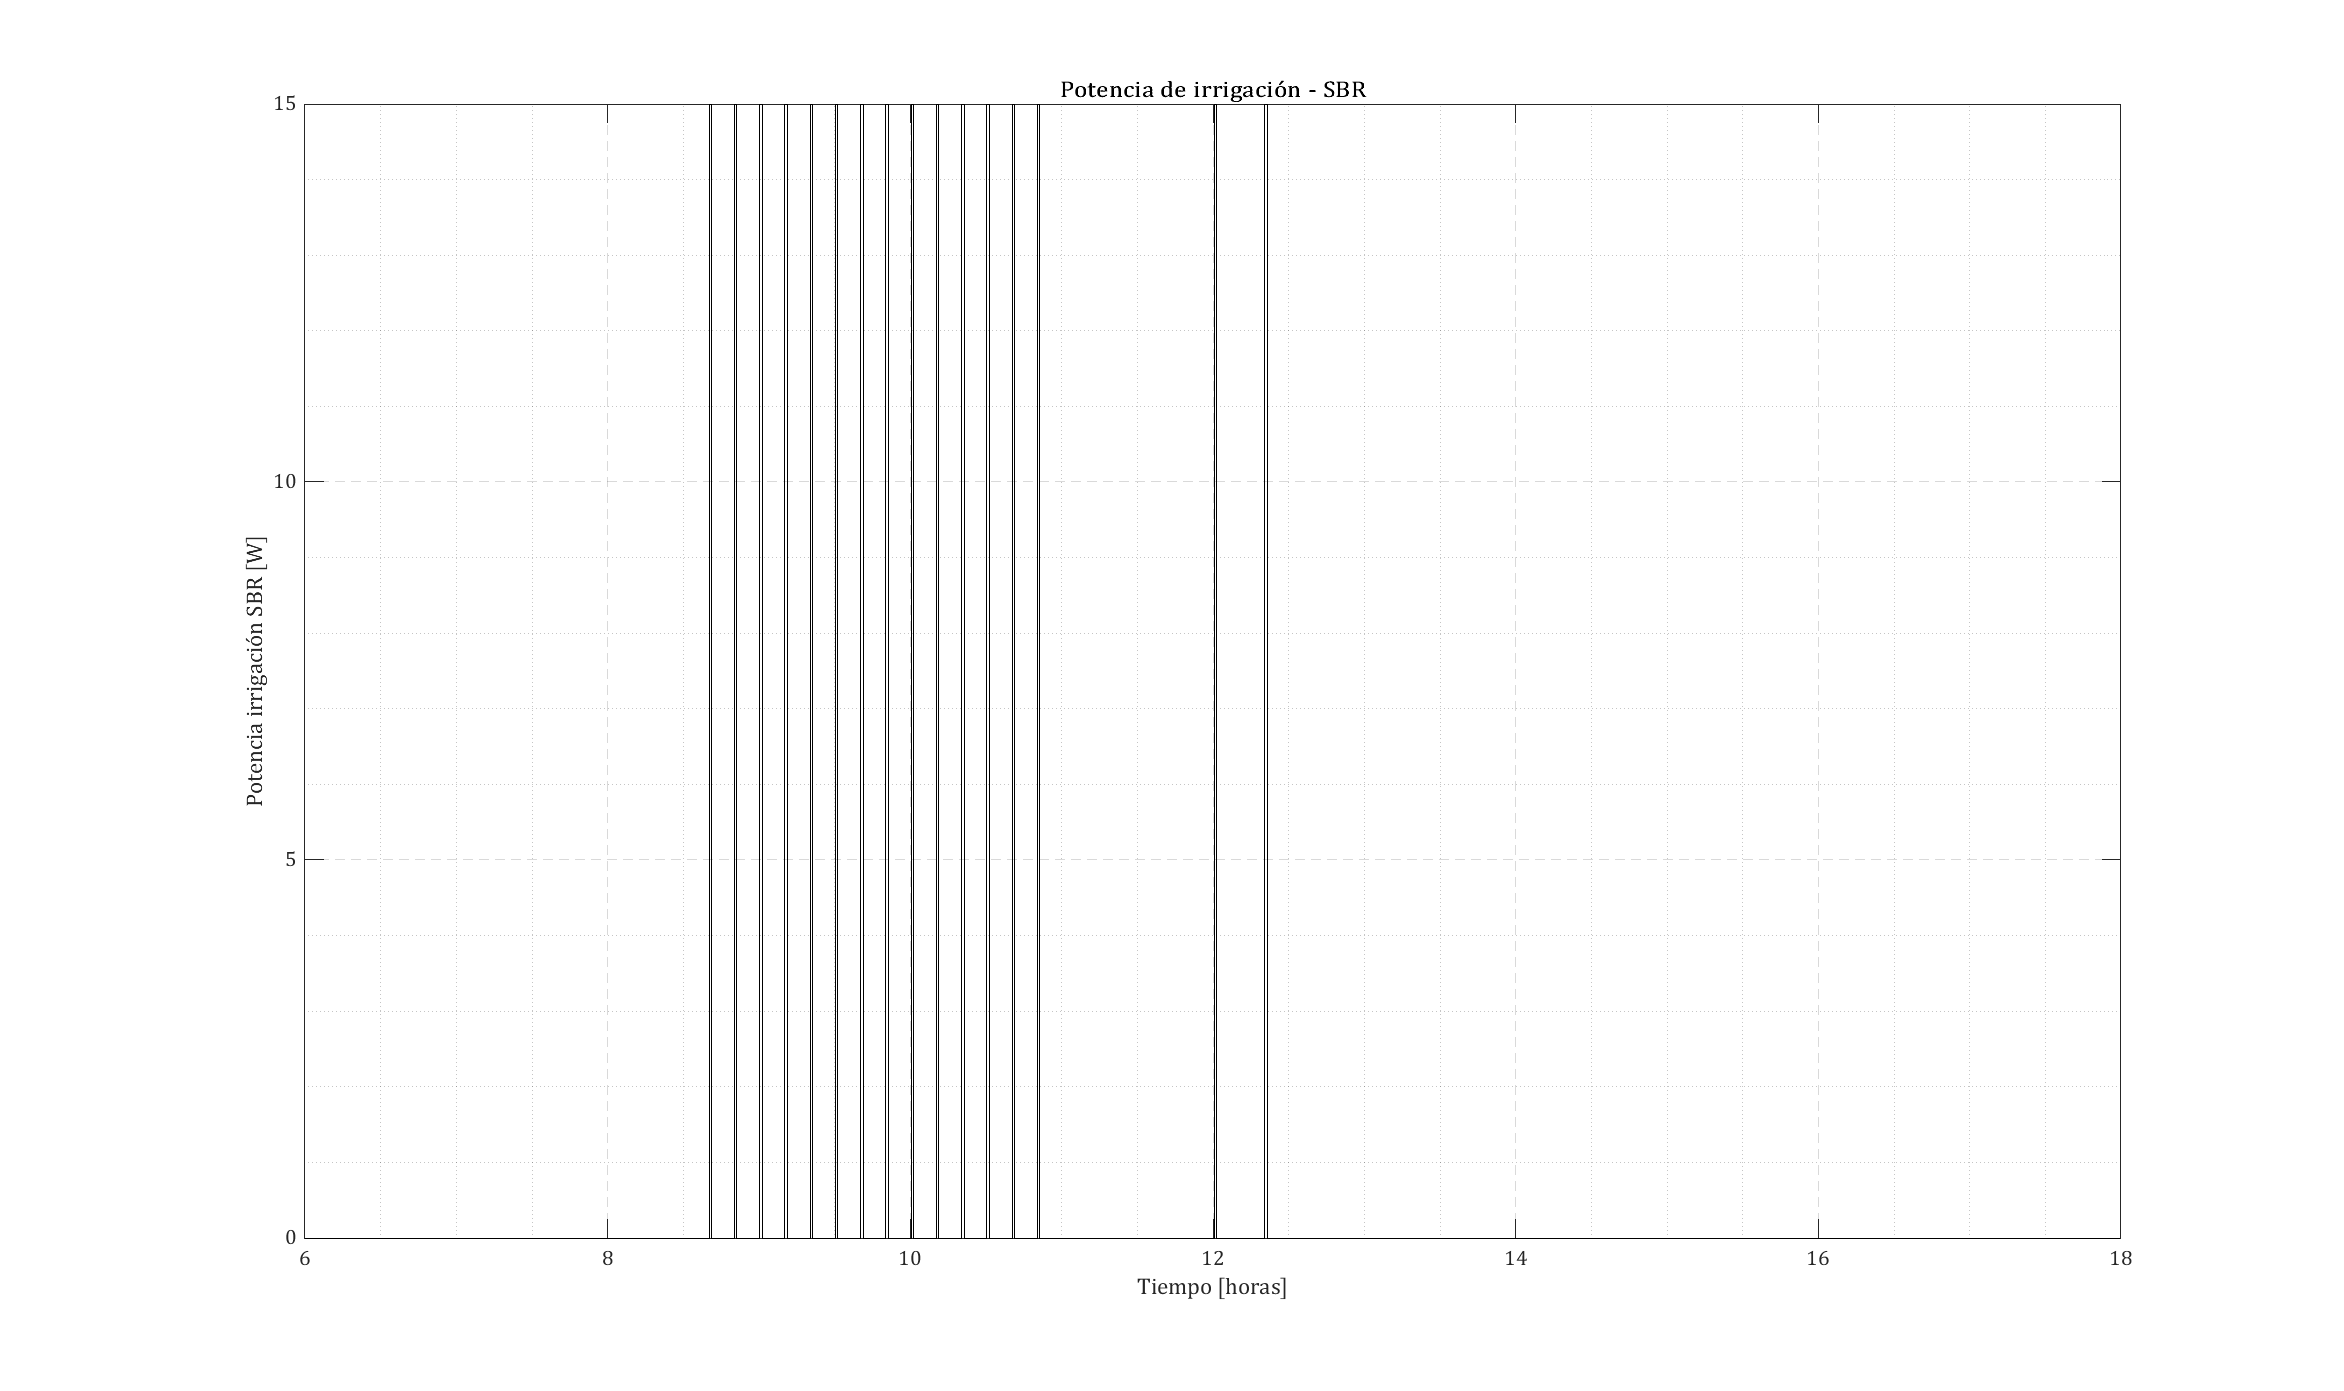 Potencia de irrigación - SBR
15
10
5
0
Potencia irrigación SBR [W]
6 8 10 12 14 16 18
Tiempo [horas]